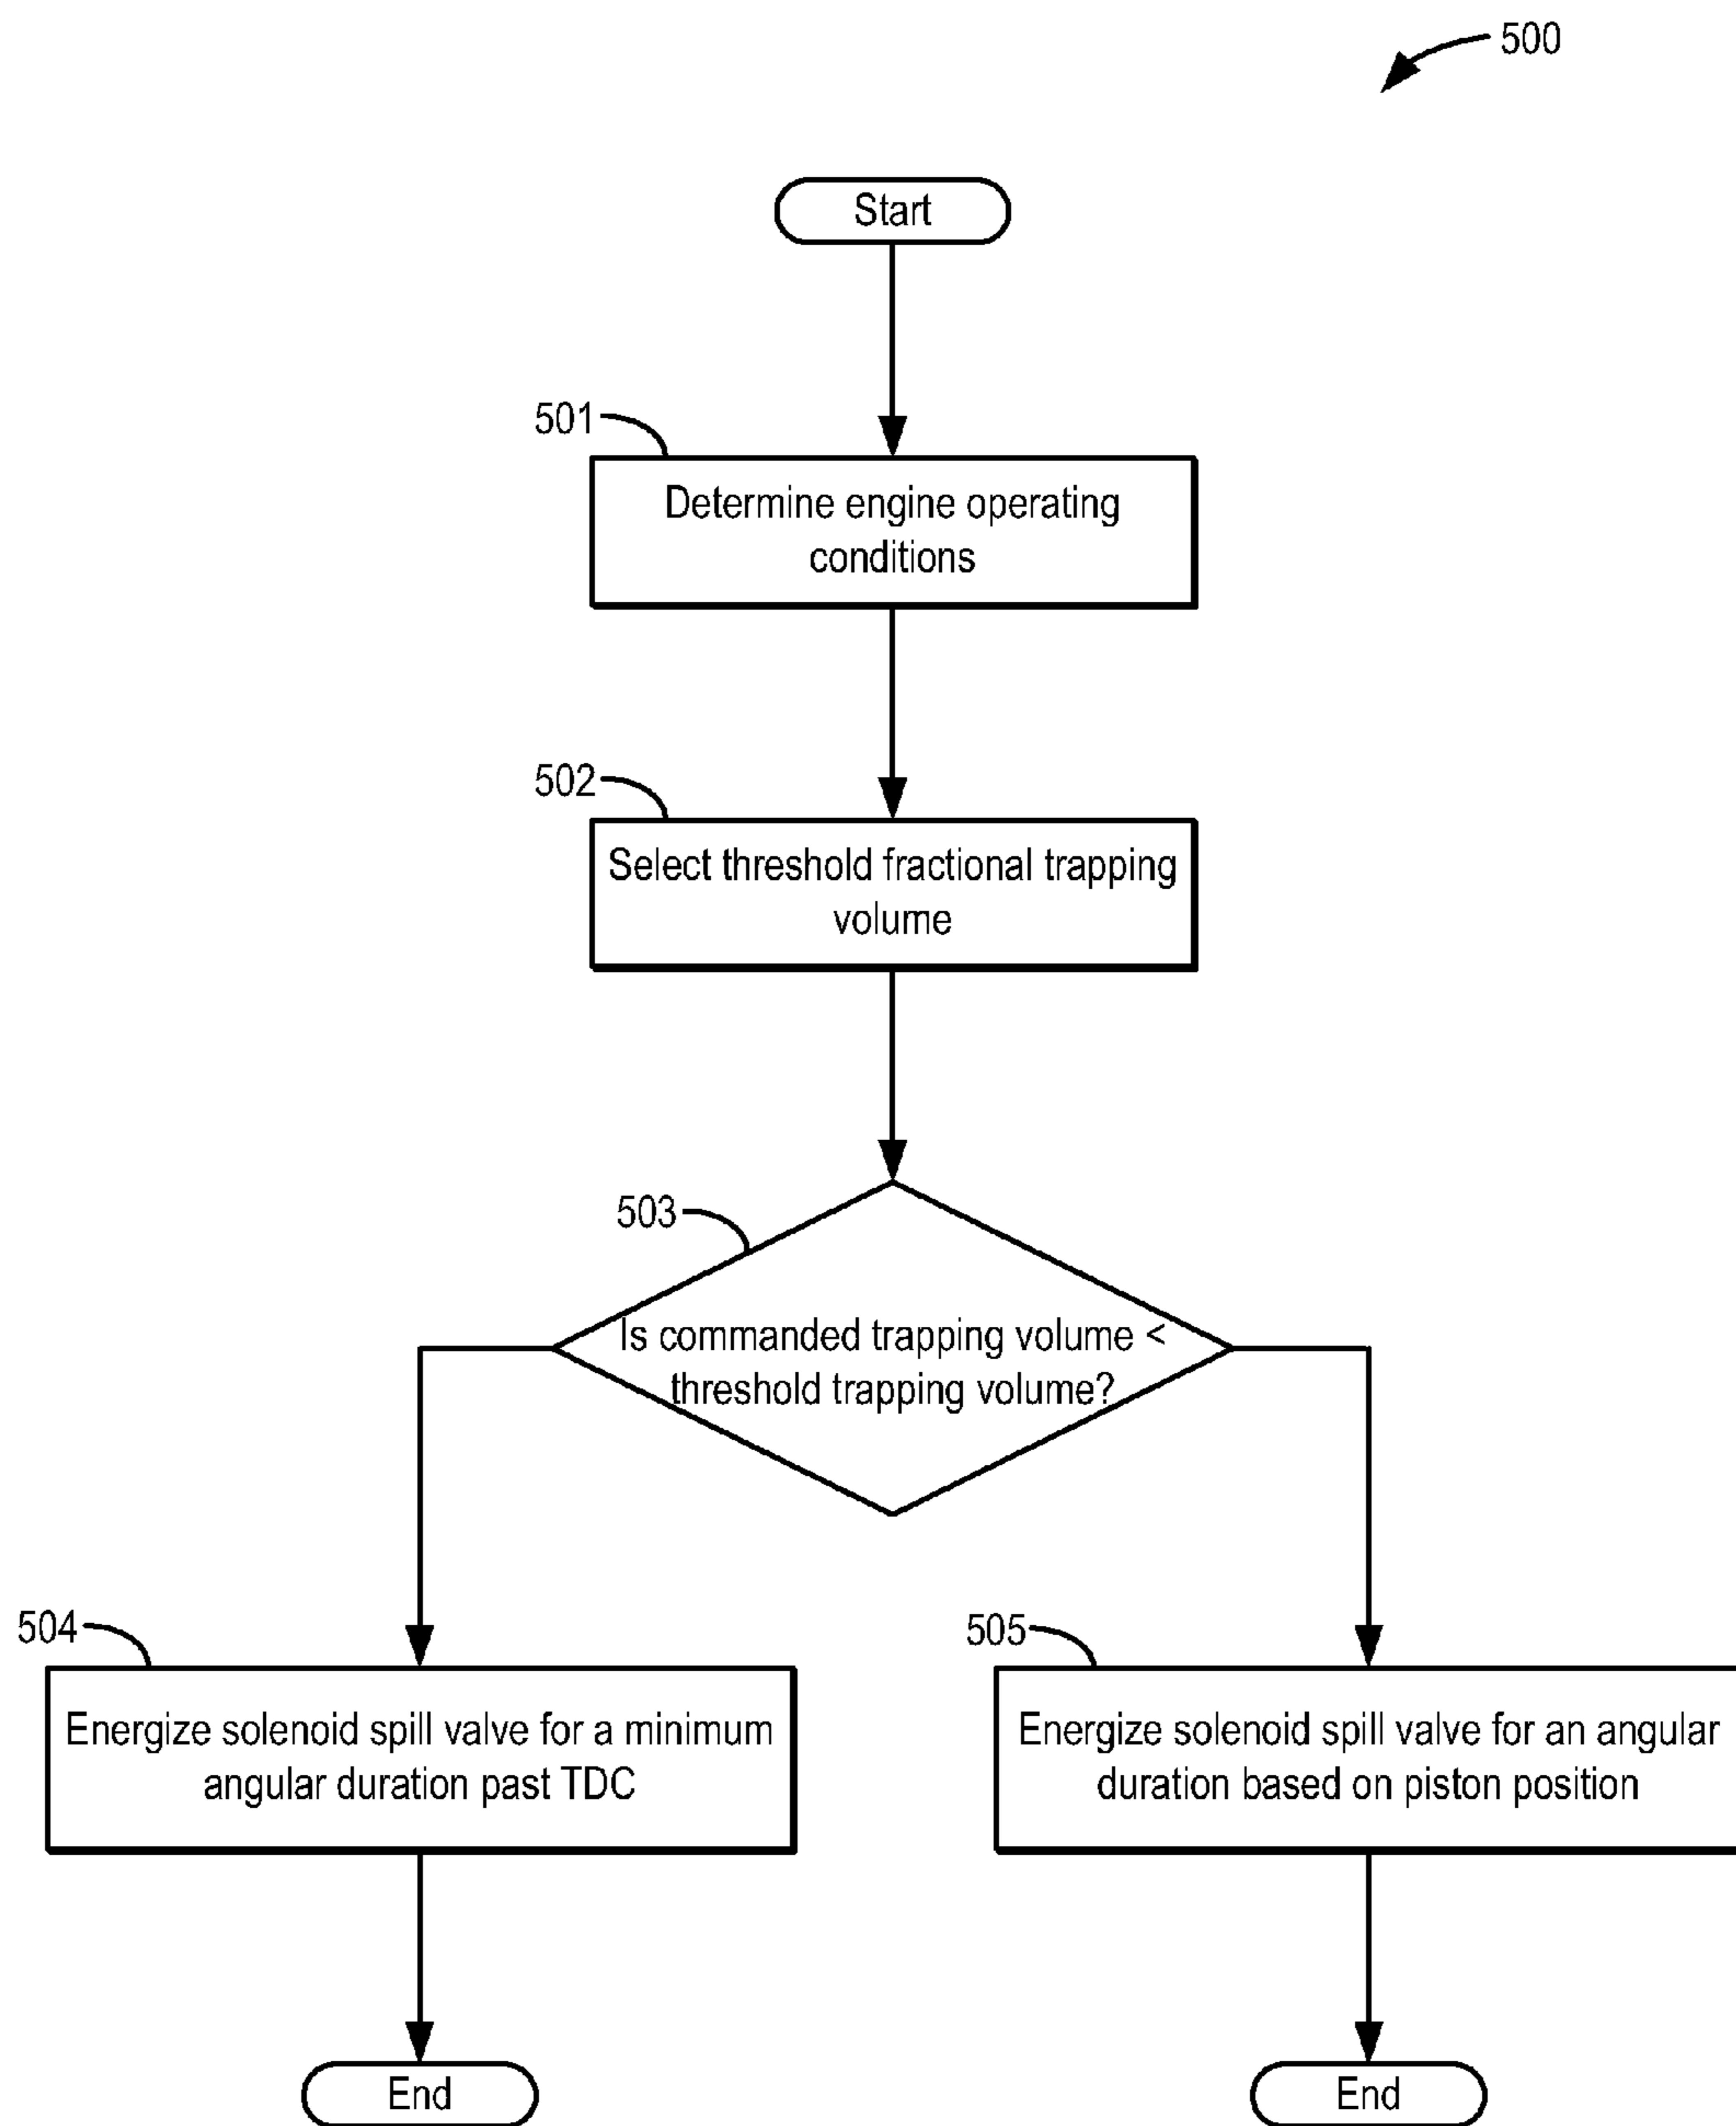 500
Start
501
Determine engine operating
conditions
502
Select threshold fractional trapping
volume
503
Is commanded trapping volume <
threshold trapping volume?
504
Energize solenoid spill valve for a minimum
angular duration past TDC
505
Energize solenoid spill valve for an angular
duration based on piston position
End
End